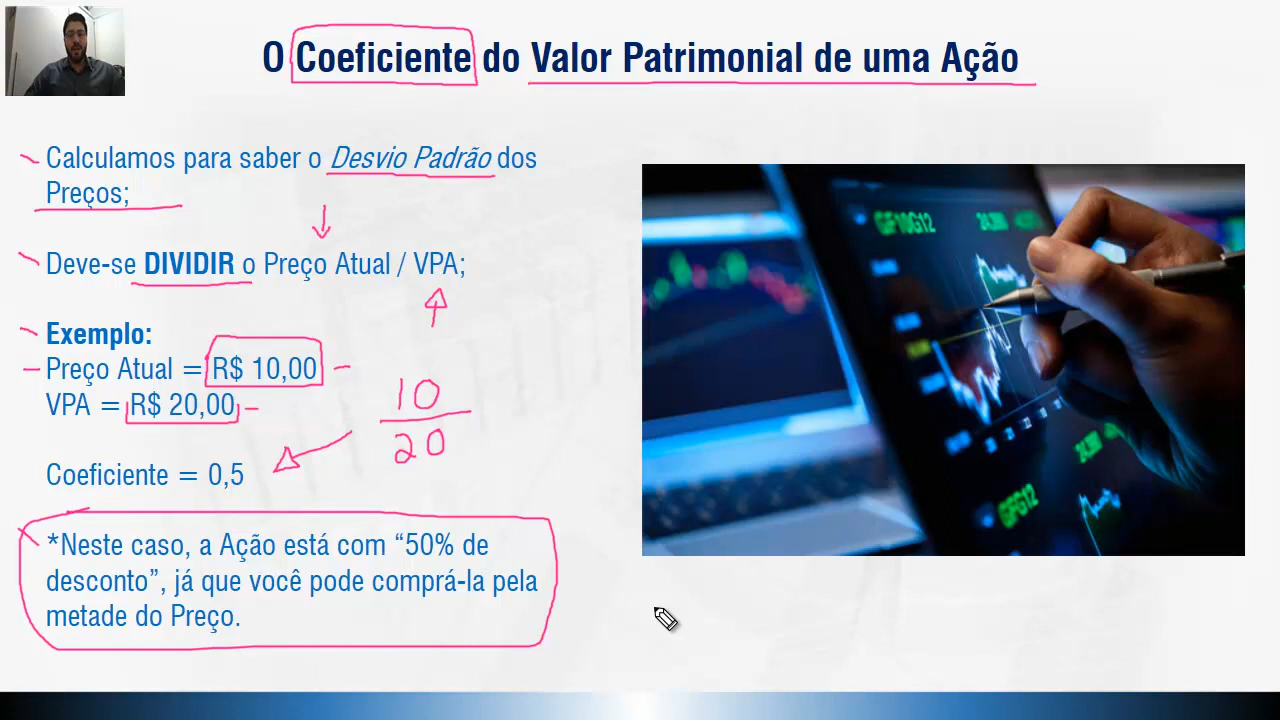 O Coeficiente do Valor Patrimonial de uma Ação
Calculamos para saber o Desvio Padrão dos
Preços;
Deve-se DIVIDIR o Preço Atual / VPA;
Exemplo:
Preço Atual = R$ 10,00
VPA = R$ 20,00
10
20
Coeficiente = 0,5
*Neste caso, a Ação está com “50% de
desconto”, já que você pode comprá-la pela
metade do Preço.
GF10G12